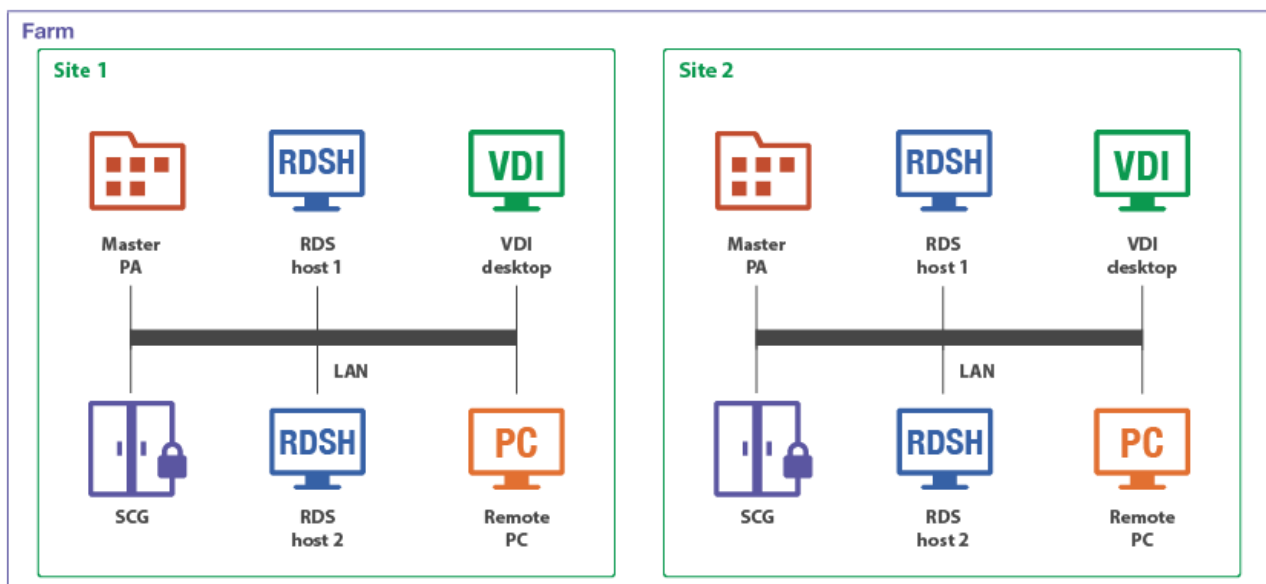 Farm
Site 1
Site 2
RDSH
VDI
RDSH
VDI
Master
PA
RDS
host 1
VDI
desktop
Master
PA
RDS
host 1
VDI
desktop
LAN
LAN
RDSH
PC
RDSH
PC
SCG
RDS
host 2
Remote
PC
SCG
RDS
host 2
Remote
PC